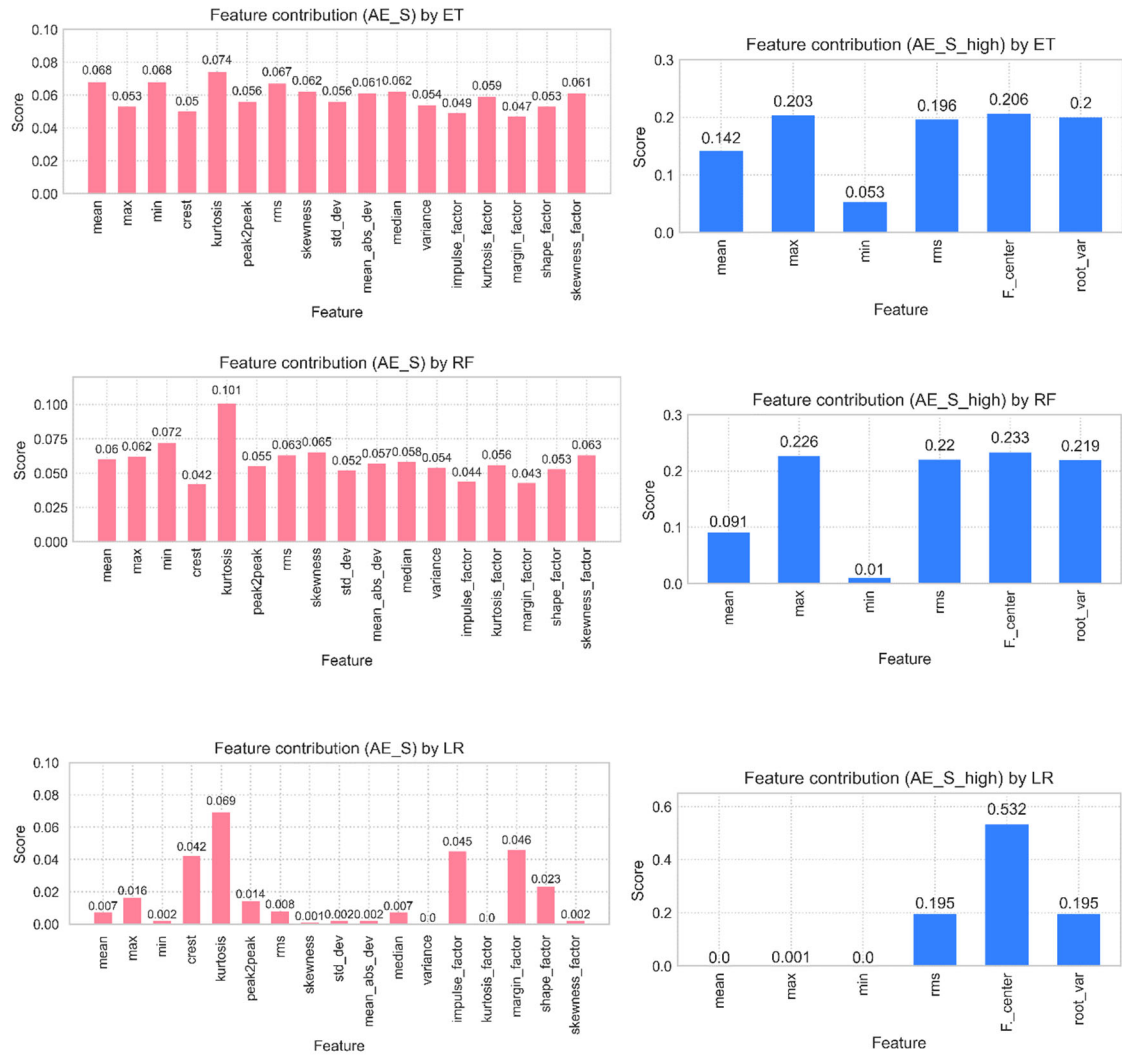 Feature contribution (AE_S) by ET
0.10
0.08
0.06
0.04
0.02
0.00
Score
0.068
0.053
0.068
0.05
0.074
0.056
0.067
0.062
0.056
0.061
0.062
0.054
0.049
0.059
0.047
0.053
0.061
mean
max
min
crest
kurtosis
peak2peak
rms
skewness
std_dev
mean_abs_dev
median
variance
impulse_factor
kurtosis_factor
margin_factor
shape_factor
skewness_factor
Feature
Feature contribution (AE_S_high) by ET
0.3
0.2
0.1
0.0
Score
0.142
0.203
0.053
0.196
0.206
0.2
mean
max
min
rms
F._center
root_var
Feature
Feature contribution (AE_S) by RF
0.100
0.075
0.050
0.025
0.000
Score
0.06
0.062
0.072
0.042
0.101
0.055
0.063
0.065
0.052
0.057
0.058
0.054
0.044
0.056
0.043
0.053
0.063
mean
max
min
crest
kurtosis
peak2peak
rms
skewness
std_dev
mean_abs_dev
median
variance
impulse_factor
kurtosis_factor
margin_factor
shape_factor
skewness_factor
Feature
Feature contribution (AE_S_high) by RF
0.3
0.2
0.1
0.0
Score
0.091
0.226
0.01
0.22
0.233
0.219
mean
max
min
rms
F._center
root_var
Feature
Feature contribution (AE_S) by LR
0.10
0.08
0.06
0.04
0.02
0.00
Score
0.007
0.016
0.002
0.042
0.069
0.014
0.008
0.001
0.002
0.002
0.007
0.0
0.045
0.0
0.046
0.023
0.002
mean
max
min
crest
kurtosis
peak2peak
rms
skewness
std_dev
mean_abs_dev
median
variance
impulse_factor
kurtosis_factor
margin_factor
shape_factor
skewness_factor
Feature
Feature contribution (AE_S_high) by LR
0.6
0.4
0.2
0.0
Score
0.0
0.001
0.0
0.195
0.532
0.195
mean
max
min
rms
F._center
root_var
Feature